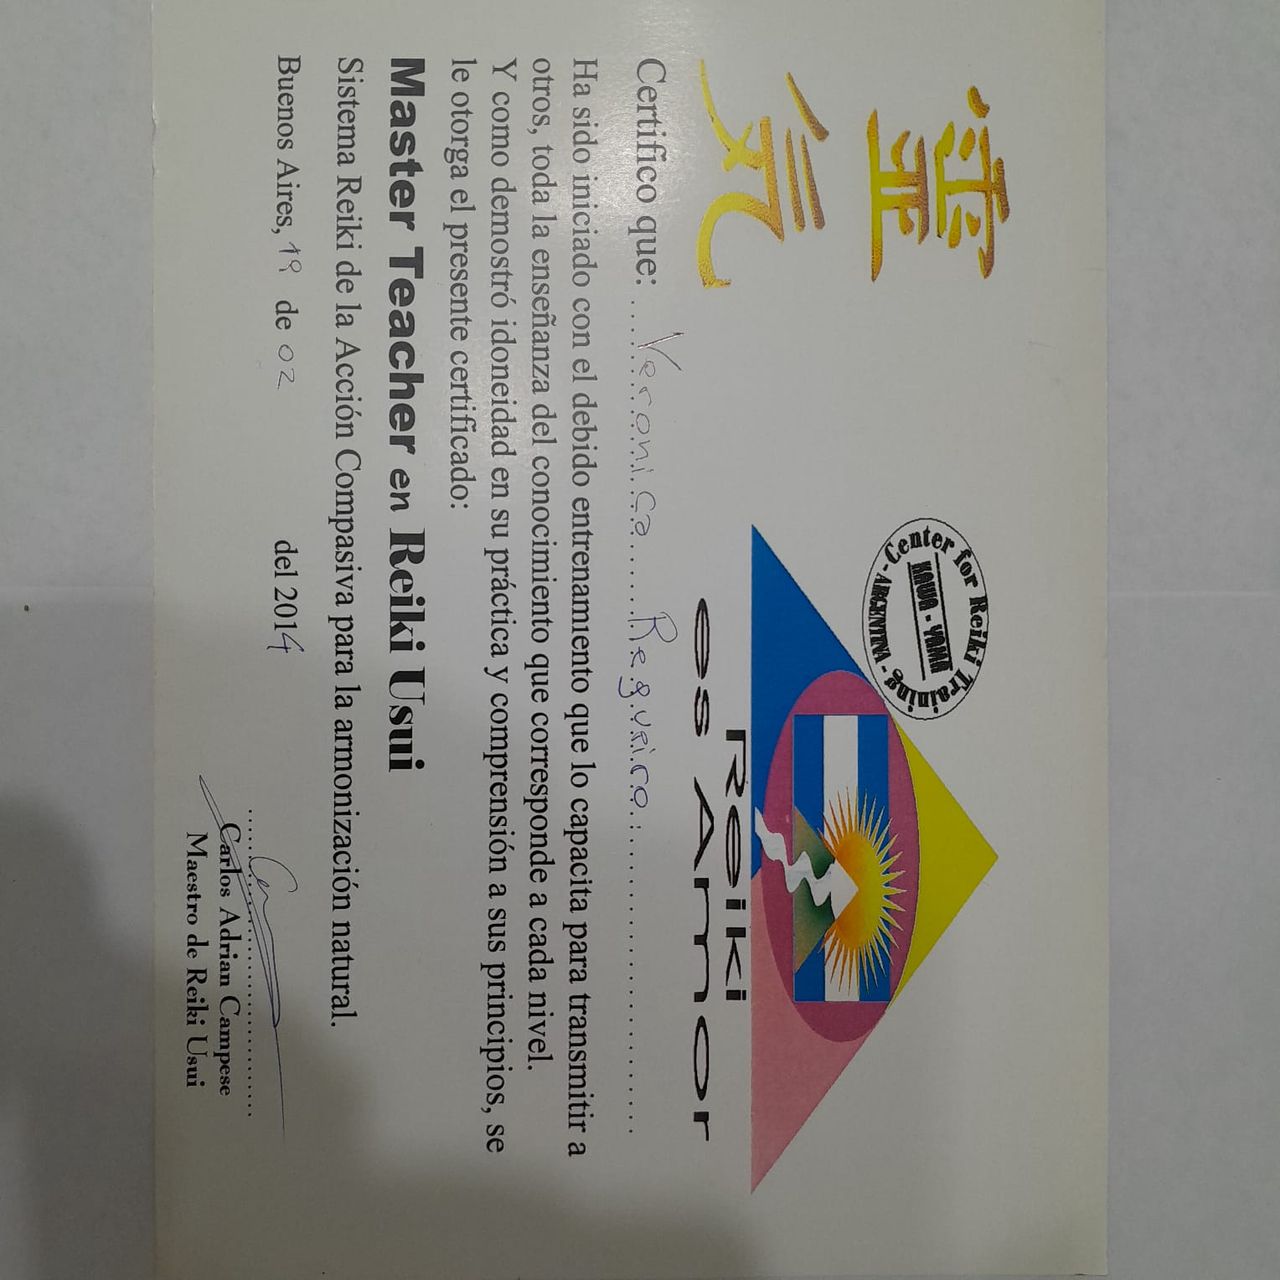 靈氣
Center for Reiki Training
KAWA - YAMA
- ARGENTINA -
Reiki
es Amor
Certifico que: Veronica Regueiro
Ha sido iniciado con el debido entrenamiento que lo capacita para transmitir a
otros, toda la enseñanza del conocimiento que corresponde a cada nivel.
Y como demostró idoneidad en su práctica y comprensión a sus principios, se
le otorga el presente certificado:
Master Teacher en Reiki Usui
Sistema Reiki de la Acción Compasiva para la armonización natural.
Buenos Aires, 19 de 02 del 2014
Carlos Adrian Campese
Maestro de Reiki Usui